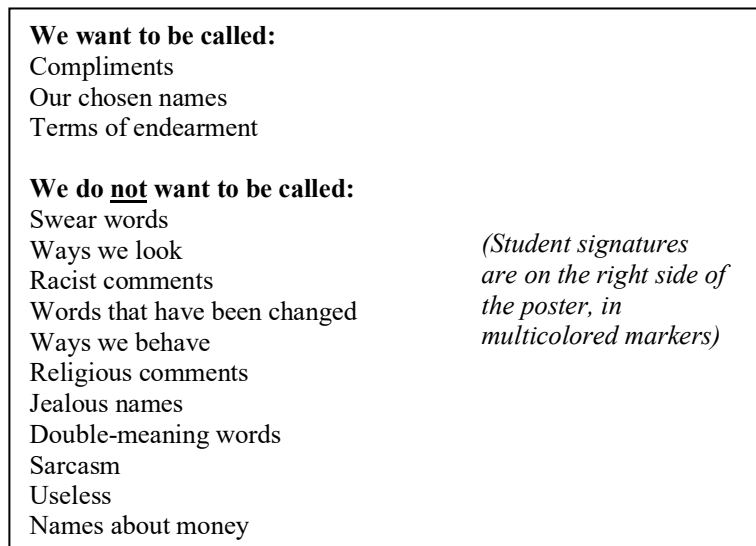 We want to be called:
Compliments
Our chosen names
Terms of endearment
We do not want to be called:
Swear words
Ways we look
Racist comments
Words that have been changed
Ways we behave
Religious comments
Jealous names
Double-meaning words
Sarcasm
Useless
Names about money
(Student signatures
are on the right side of
the poster, in
multicolored markers)